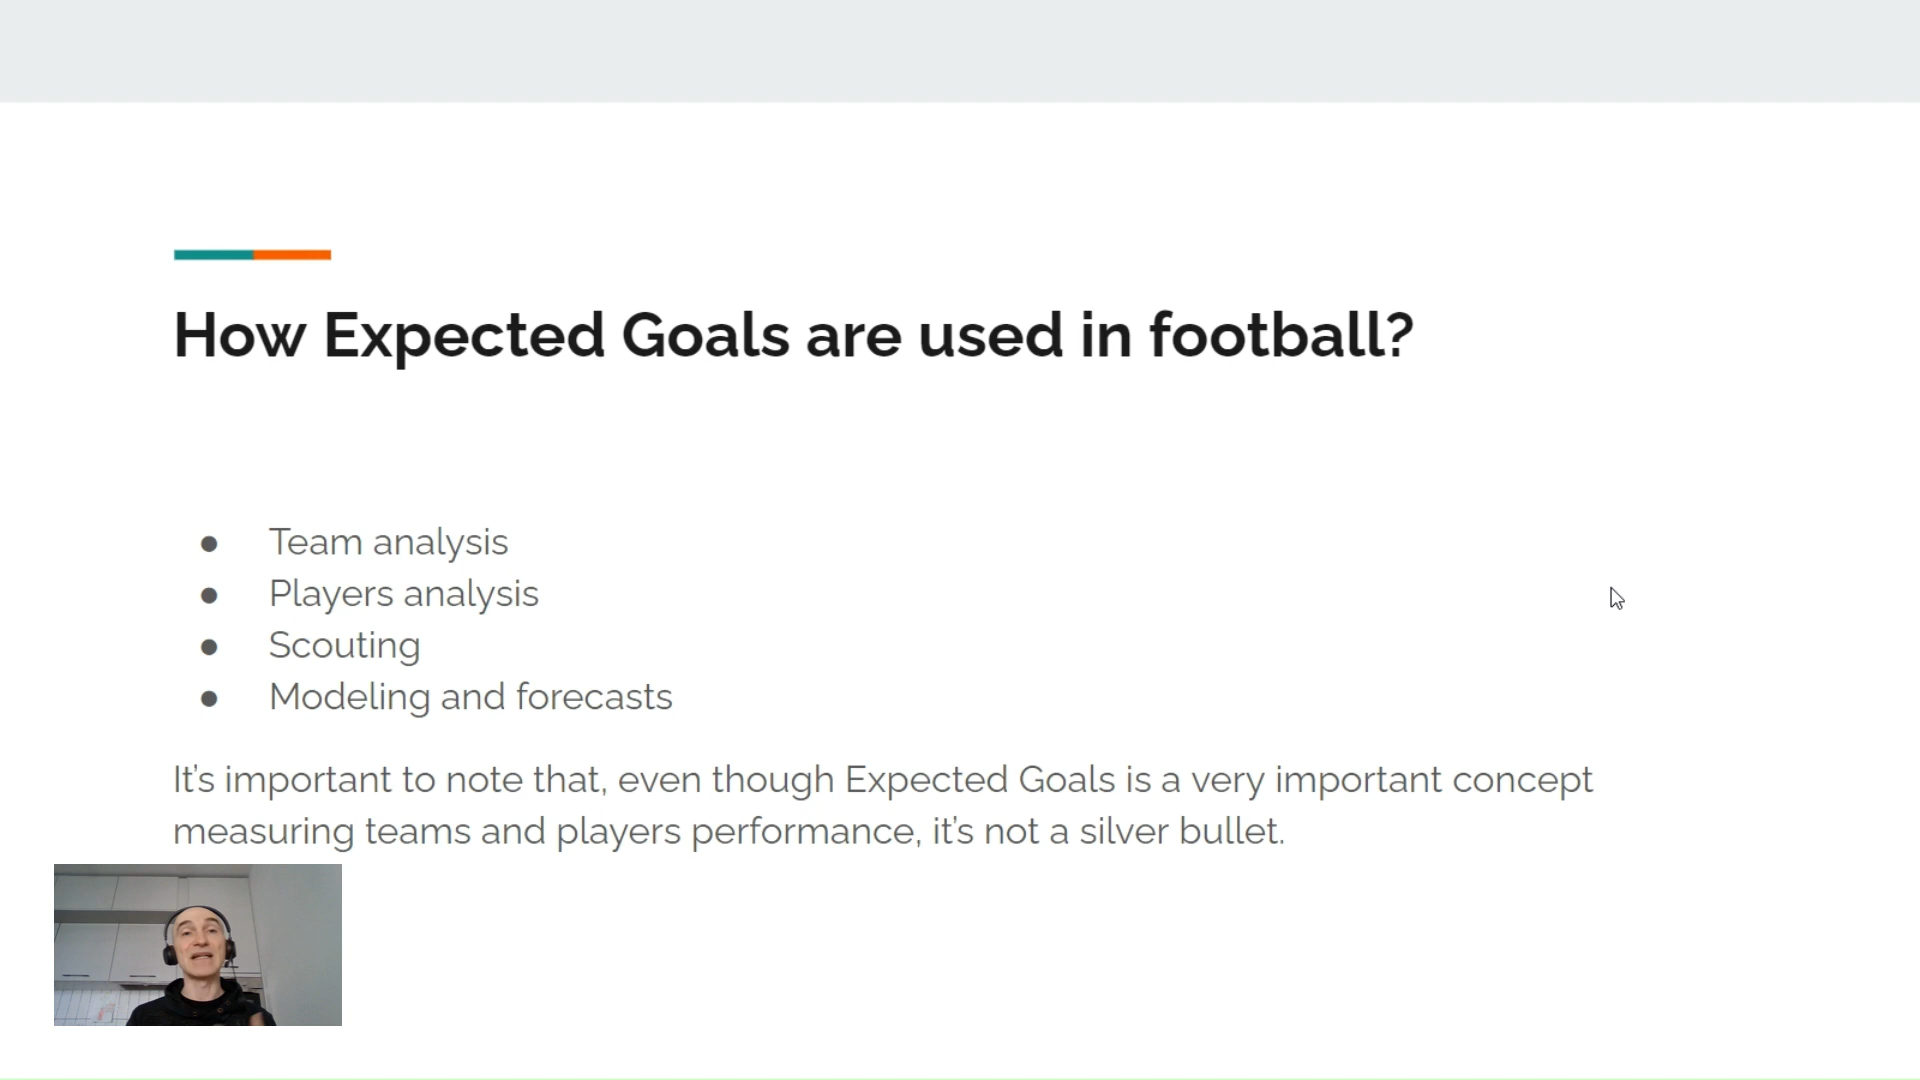 How Expected Goals are used in football?
● Team analysis
● Players analysis
● Scouting
● Modeling and forecasts
It’s important to note that, even though Expected Goals is a very important concept
measuring teams and players performance, it’s not a silver bullet.